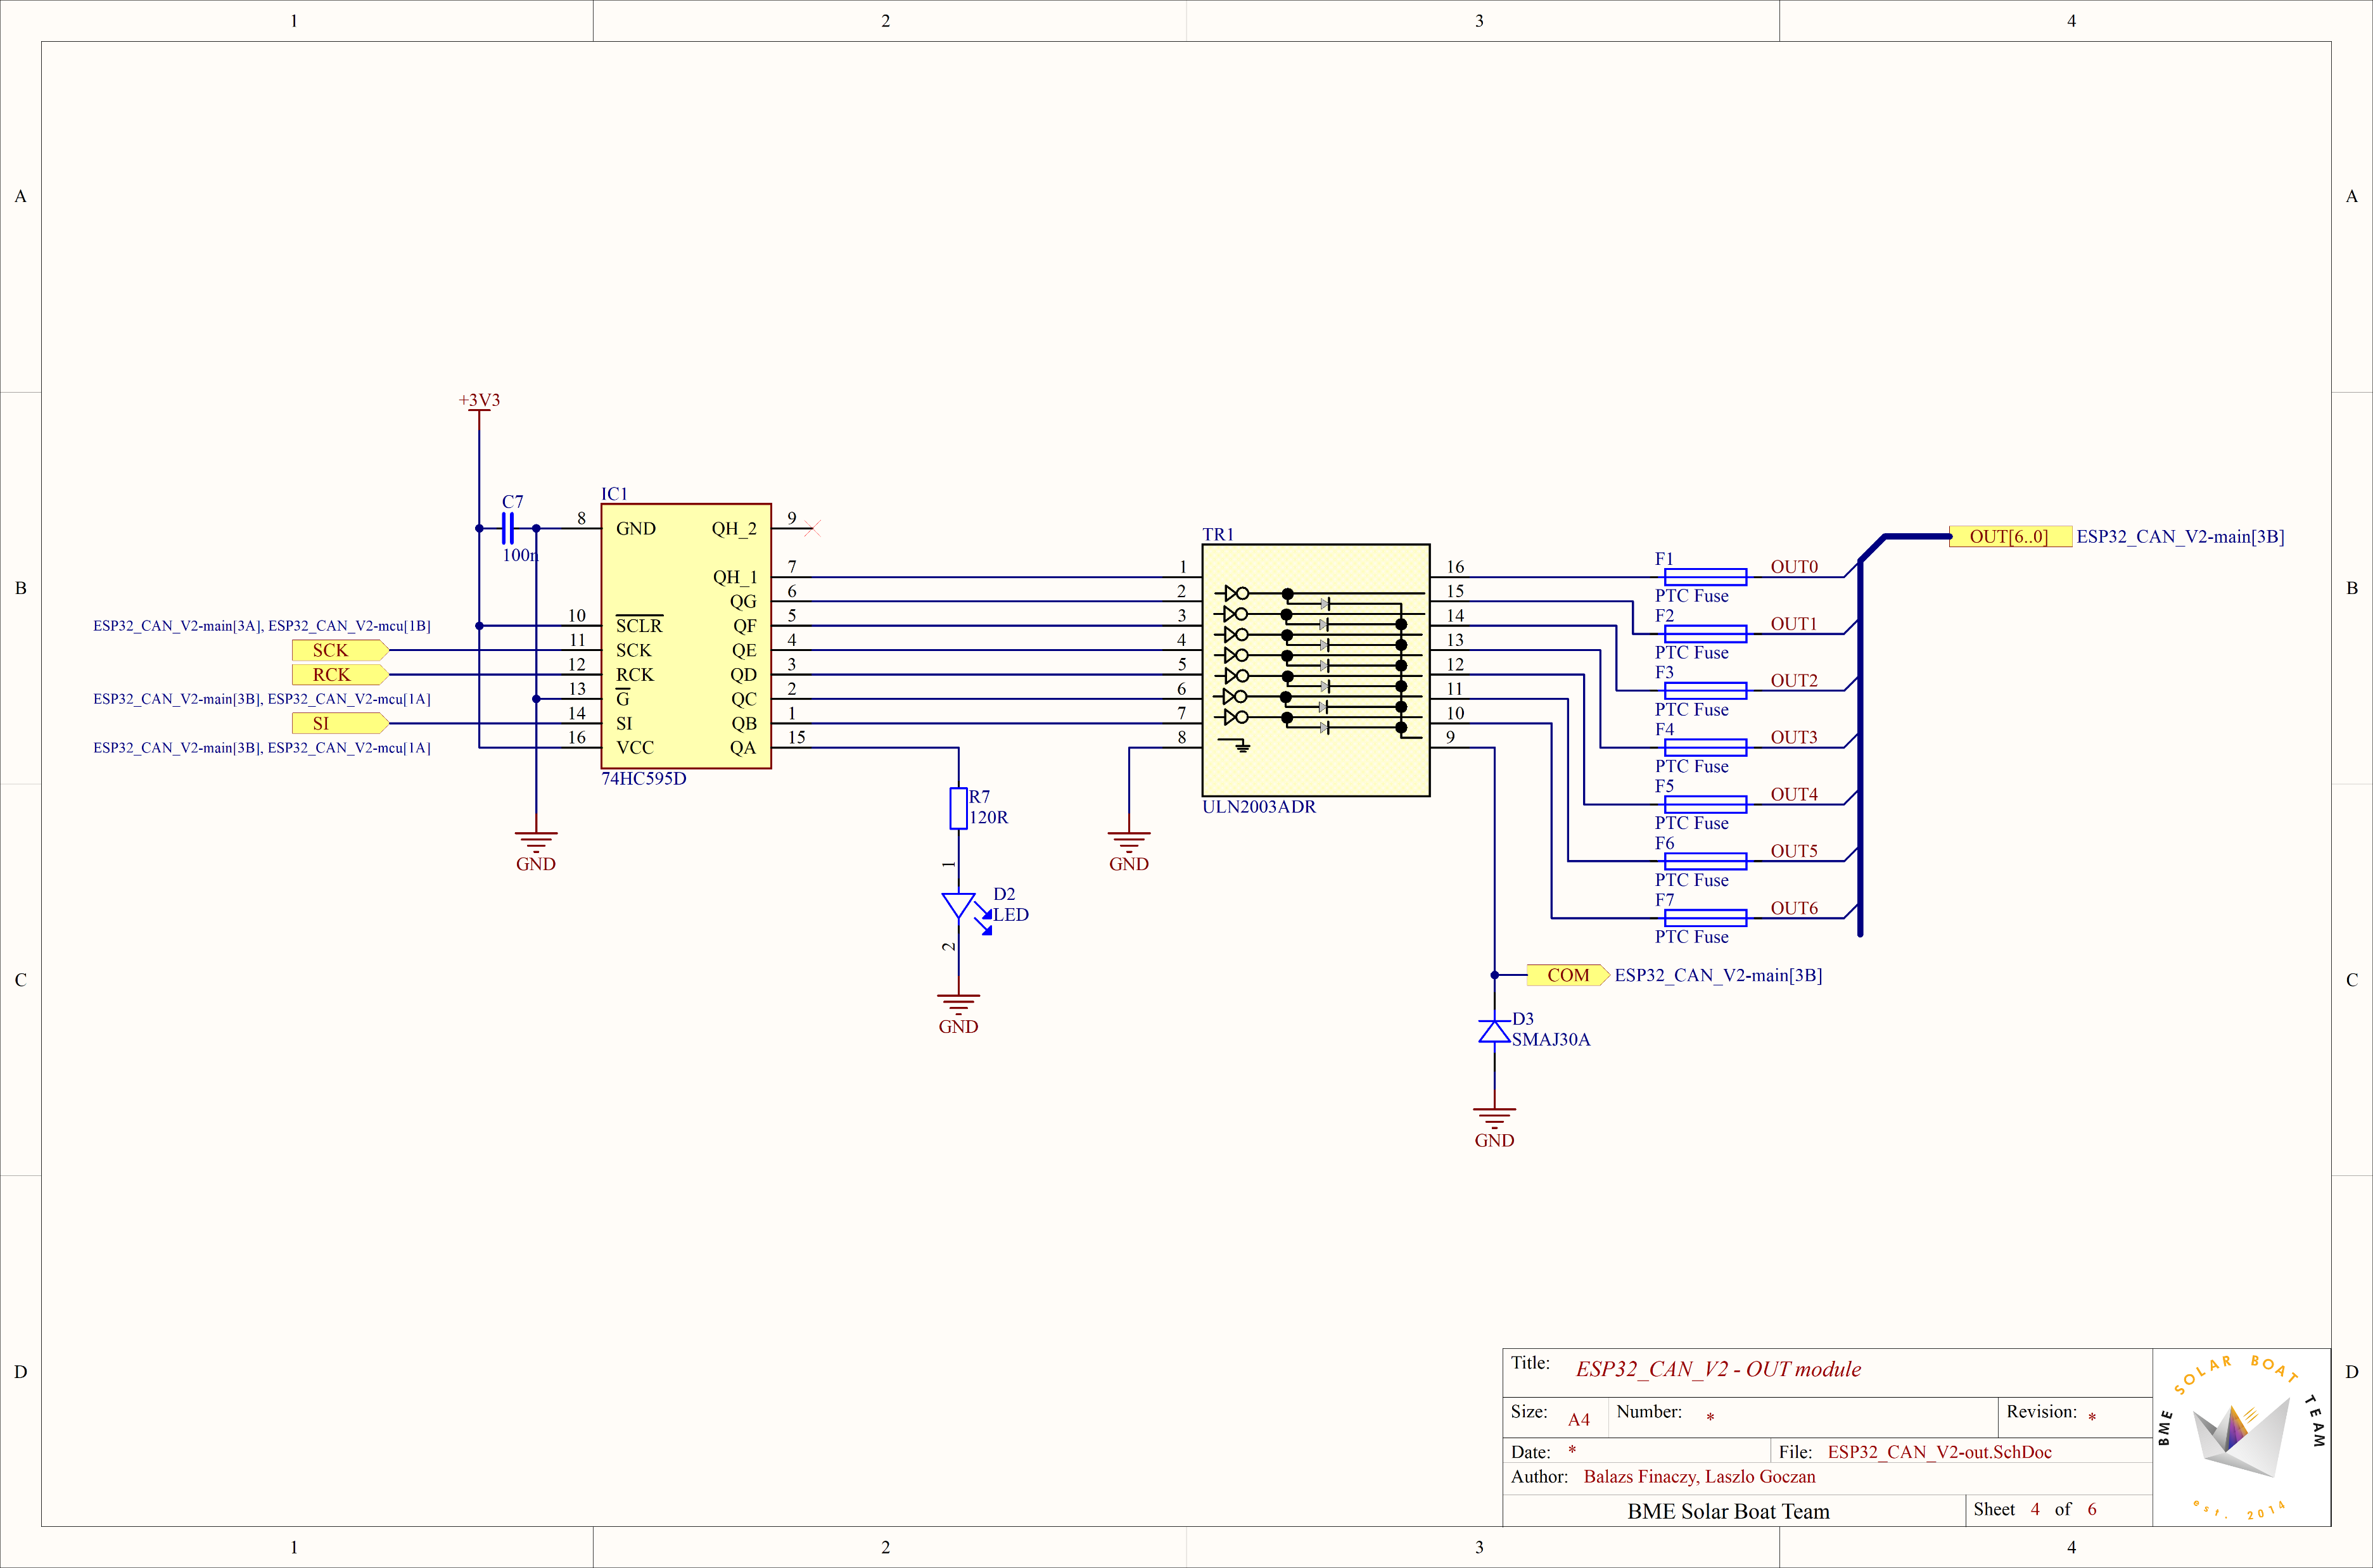 1 2 3 4
A A
+3V3
C7
100n
IC1
8 GND QH_2 9
QH_1 7
QG 6
10 SCLR QF 5
11 SCK QE 4
12 RCK QD 3
13 G QC 2
14 SI QB 1
16 VCC QA 15
74HC595D
B B
ESP32_CAN_V2-main[3A], ESP32_CAN_V2-mcu[1B]
SCK
RCK
ESP32_CAN_V2-main[3B], ESP32_CAN_V2-mcu[1A]
SI
ESP32_CAN_V2-main[3B], ESP32_CAN_V2-mcu[1A]
GND
R7
120R
1
D2
LED
2
GND
TR1
1 16
2 15
3 14
4 13
5 12
6 11
7 10
8 9
ULN2003ADR
GND
F1 OUT0
PTC Fuse
F2 OUT1
PTC Fuse
F3 OUT2
PTC Fuse
F4 OUT3
PTC Fuse
F5 OUT4
PTC Fuse
F6 OUT5
PTC Fuse
F7 OUT6
PTC Fuse
OUT[6..0] ESP32_CAN_V2-main[3B]
COM ESP32_CAN_V2-main[3B]
D3
SMAJ30A
GND
C C
D D
Title: ESP32_CAN_V2 - OUT module
Size: A4 Number: * Revision: *
Date: * File: ESP32_CAN_V2-out.SchDoc
Author: Balazs Finaczy, Laszlo Goczan
BME Solar Boat Team Sheet 4 of 6
BME SOLAR BOAT TEAM
est. 2014
1 2 3 4